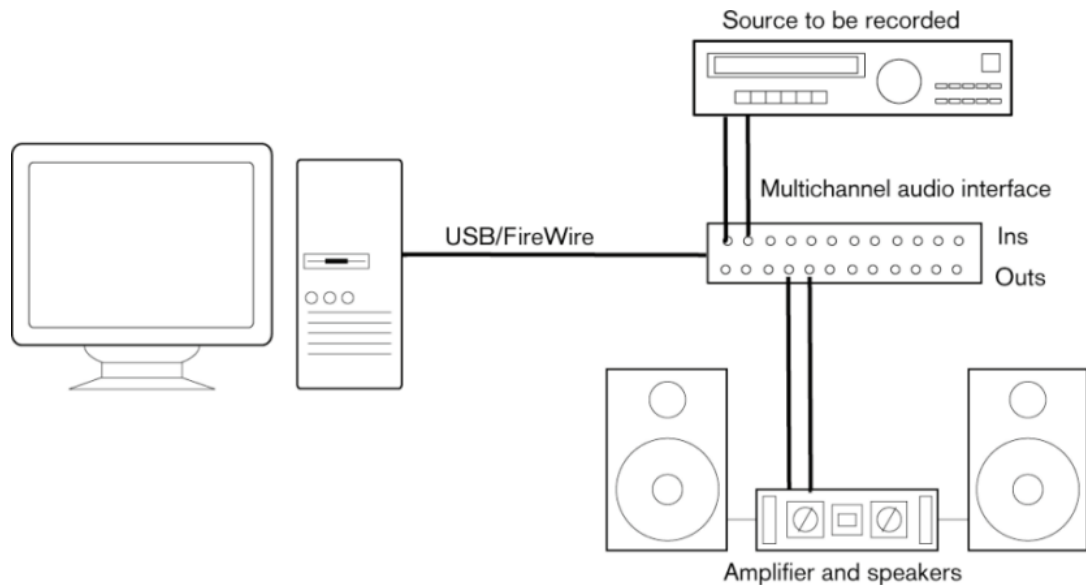 Source to be recorded
Multichannel audio interface
USB/FireWire
Ins
Outs
Amplifier and speakers